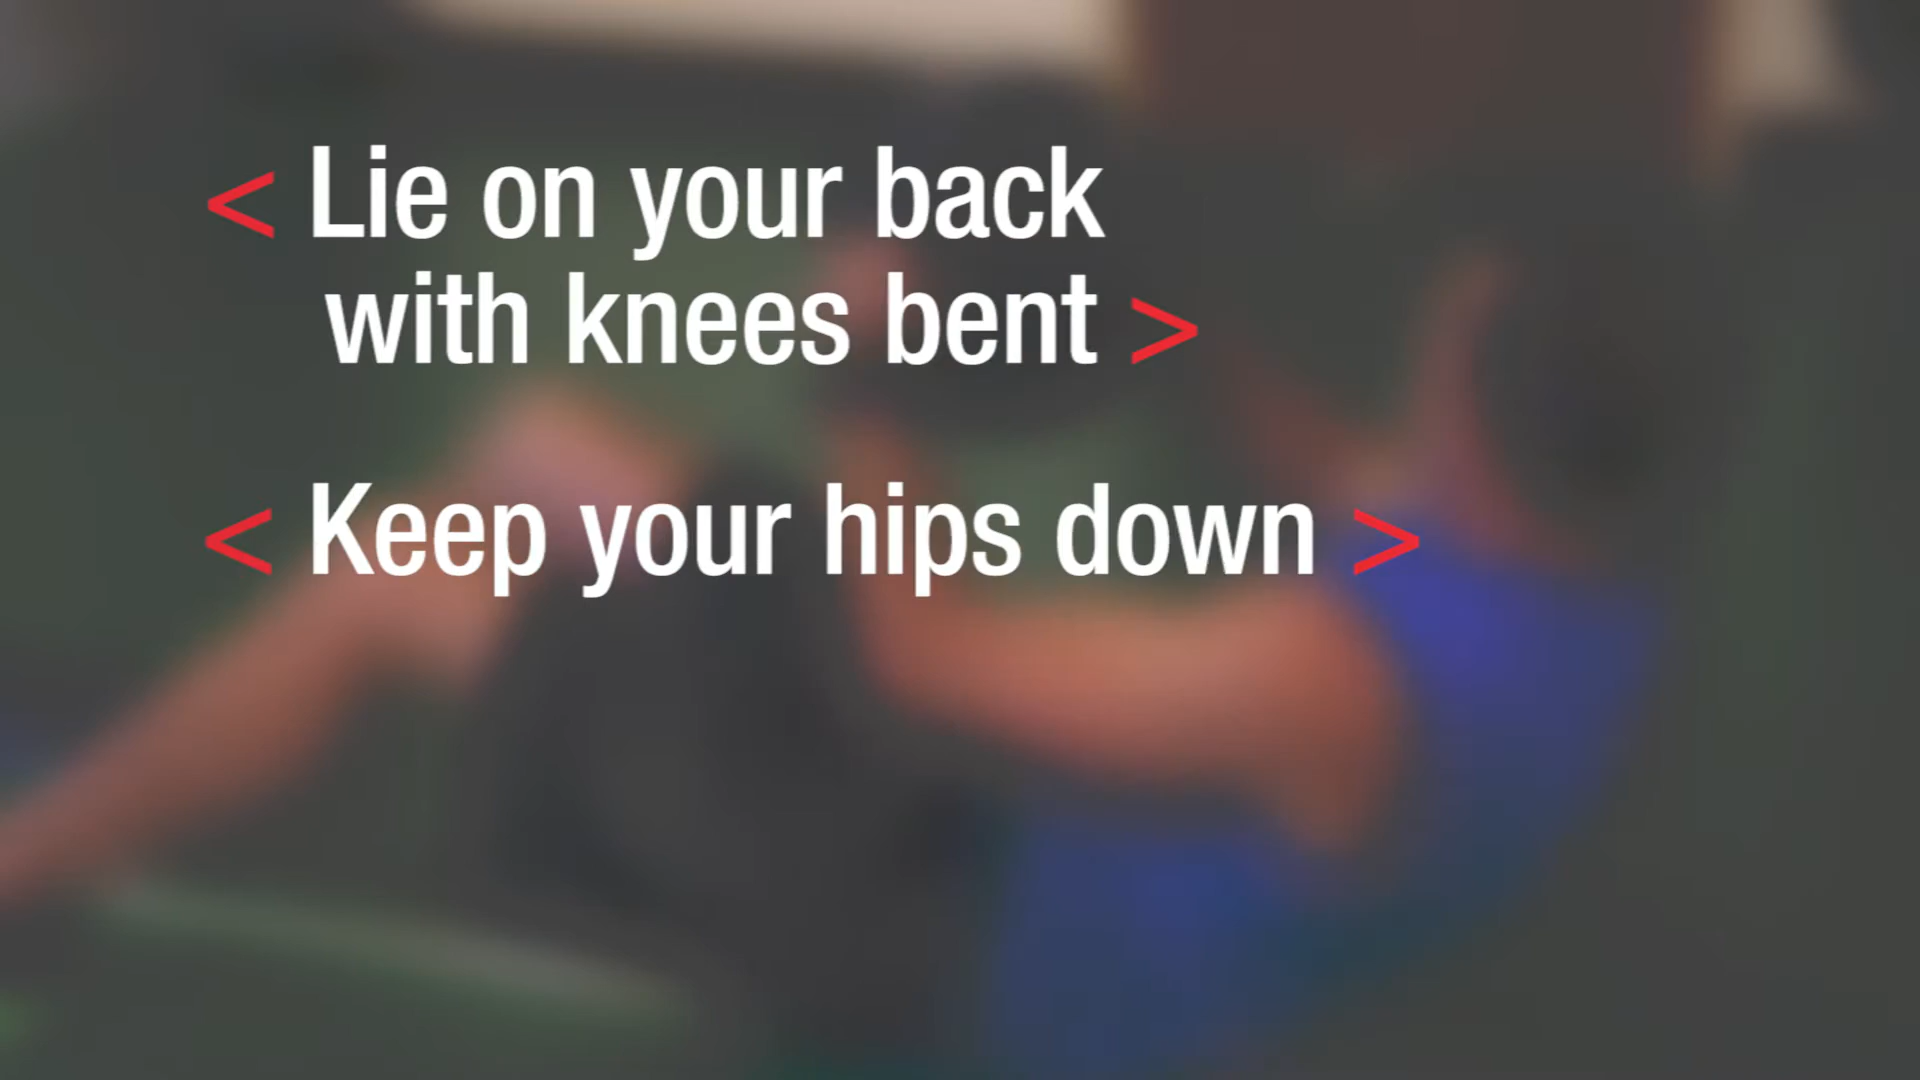 < Lie on your back
with knees bent >
< Keep your hips down >